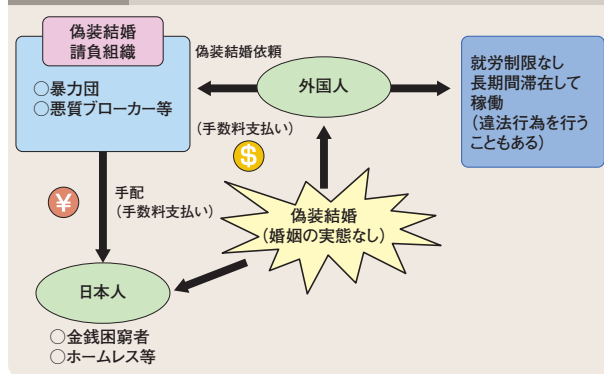 偽装結婚
請負組織
○暴力団
○悪質ブローカー等
偽装結婚依頼
(手数料支払い)
$
外国人
就労制限なし
長期間滞在して
稼働
(違法行為を行う
こともある)
¥
手配
(手数料支払い)
偽装結婚
(婚姻の実態なし)
日本人
○金銭困窮者
○ホームレス等